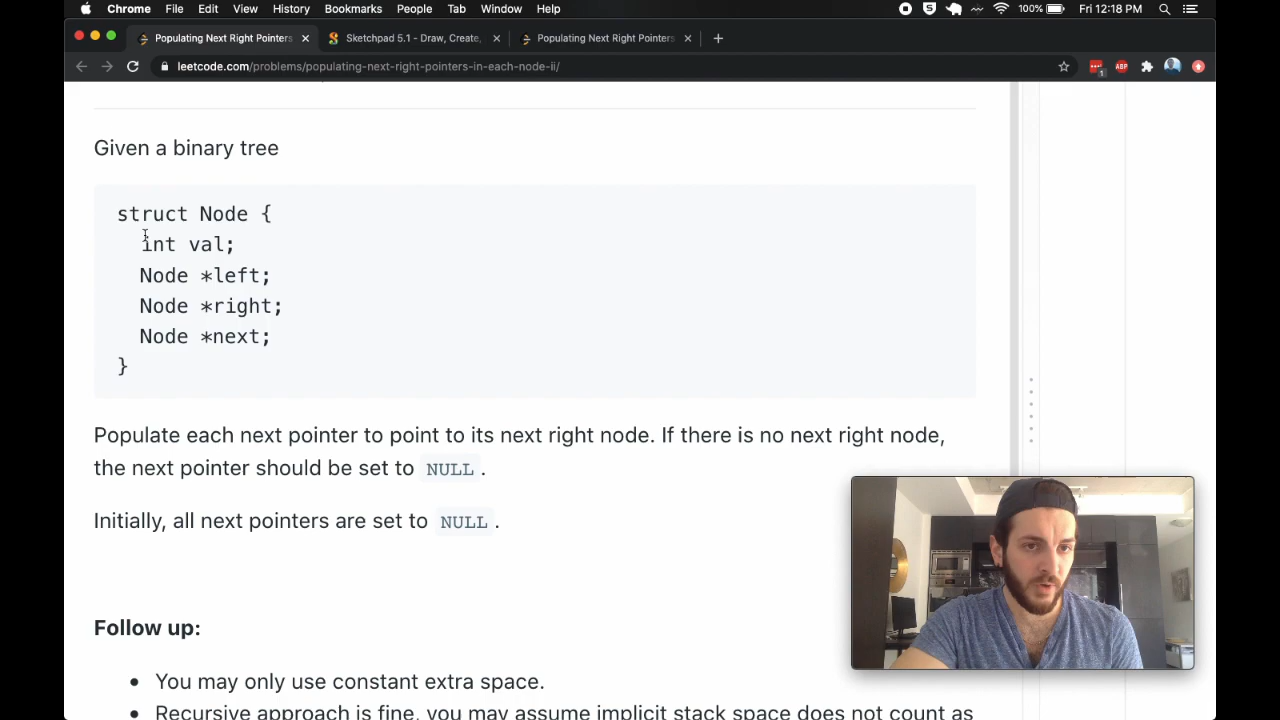 Chrome File Edit View History Bookmarks People Tab Window Help 100% Fri 12:18 PM
Populating Next Right Pointers Sketchpad 5.1 - Draw, Create, Populating Next Right Pointers
leetcode.com/problems/populating-next-right-pointers-in-each-node-ii/ 1 ABP
Given a binary tree
struct Node {
int val;
Node *left;
Node *right;
Node *next;
}
Populate each next pointer to point to its next right node. If there is no next right node,
the next pointer should be set to NULL.
Initially, all next pointers are set to NULL.
Follow up:
• You may only use constant extra space.
• Recursive approach is fine, you may assume implicit stack space does not count as